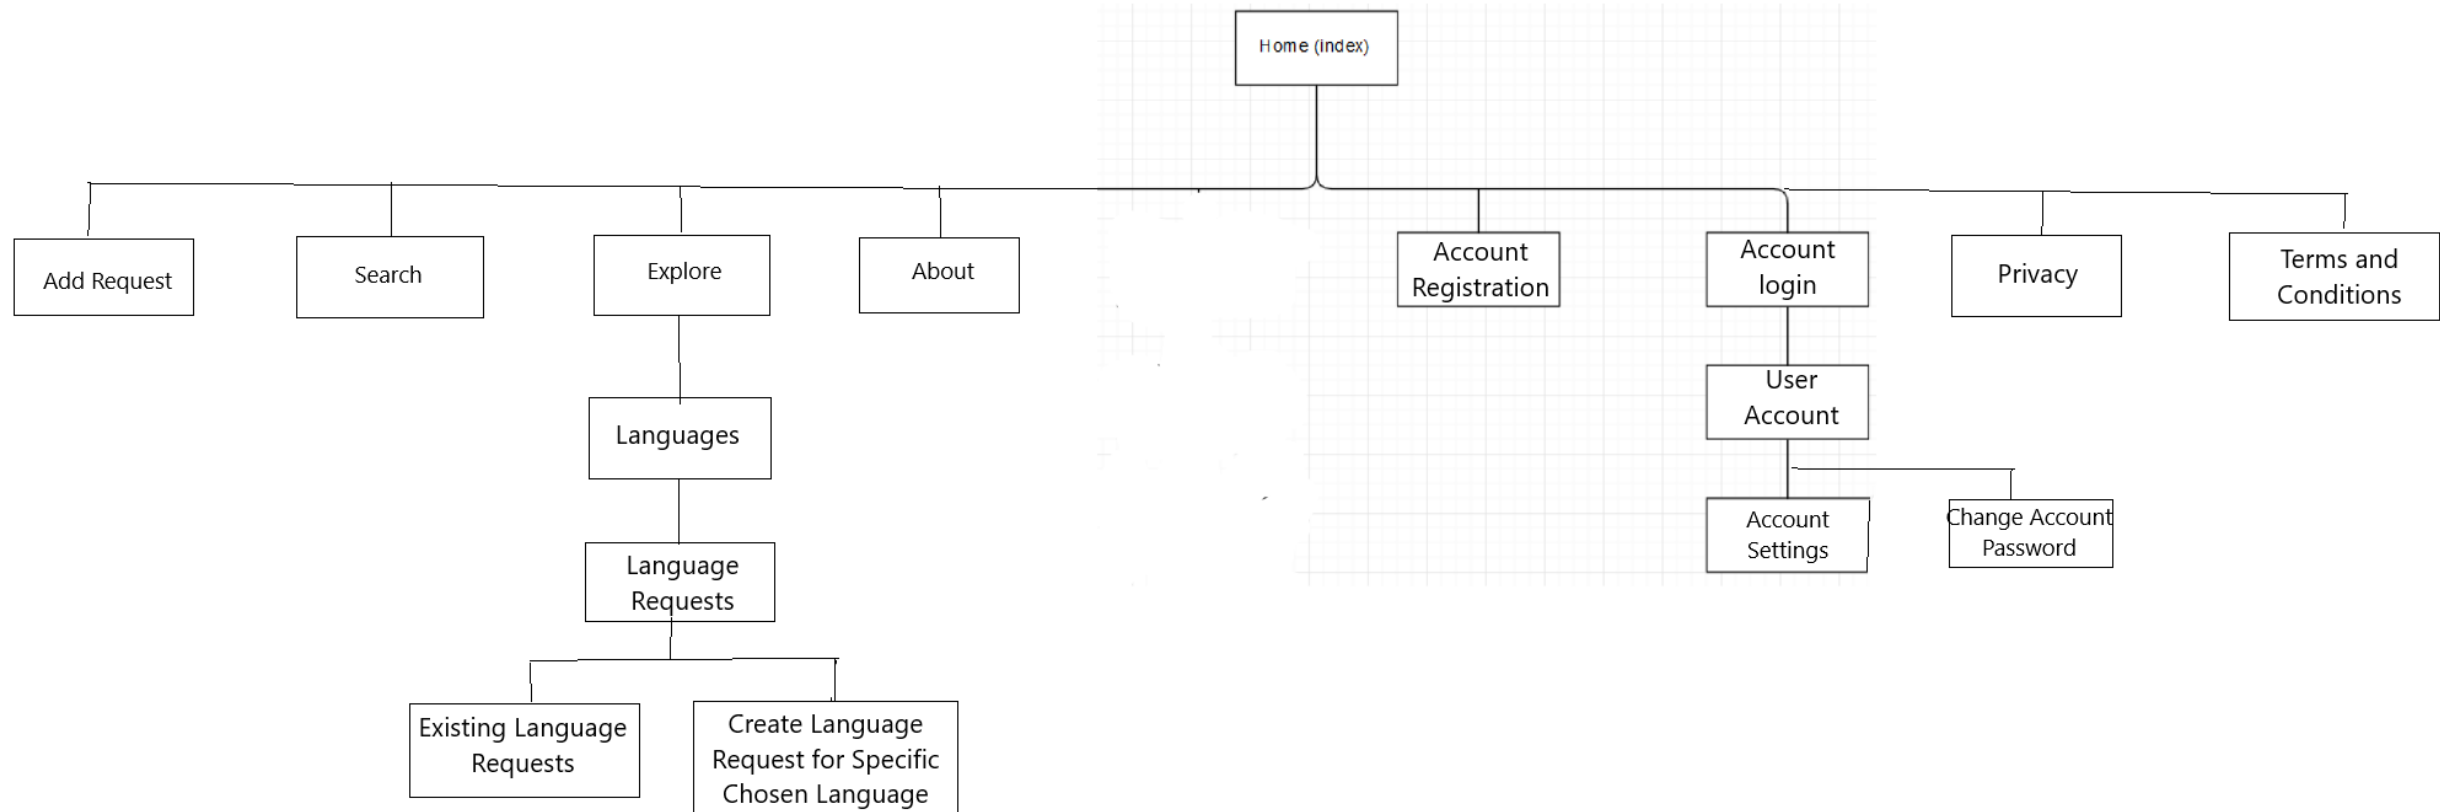 Home (index)
Add Request
Search
Explore
About
Account
Registration
Account
login
Privacy
Terms and
Conditions
Languages
User
Account
Language
Requests
Account
Settings
Change Account
Password
Existing Language
Requests
Create Language
Request for Specific
Chosen Language